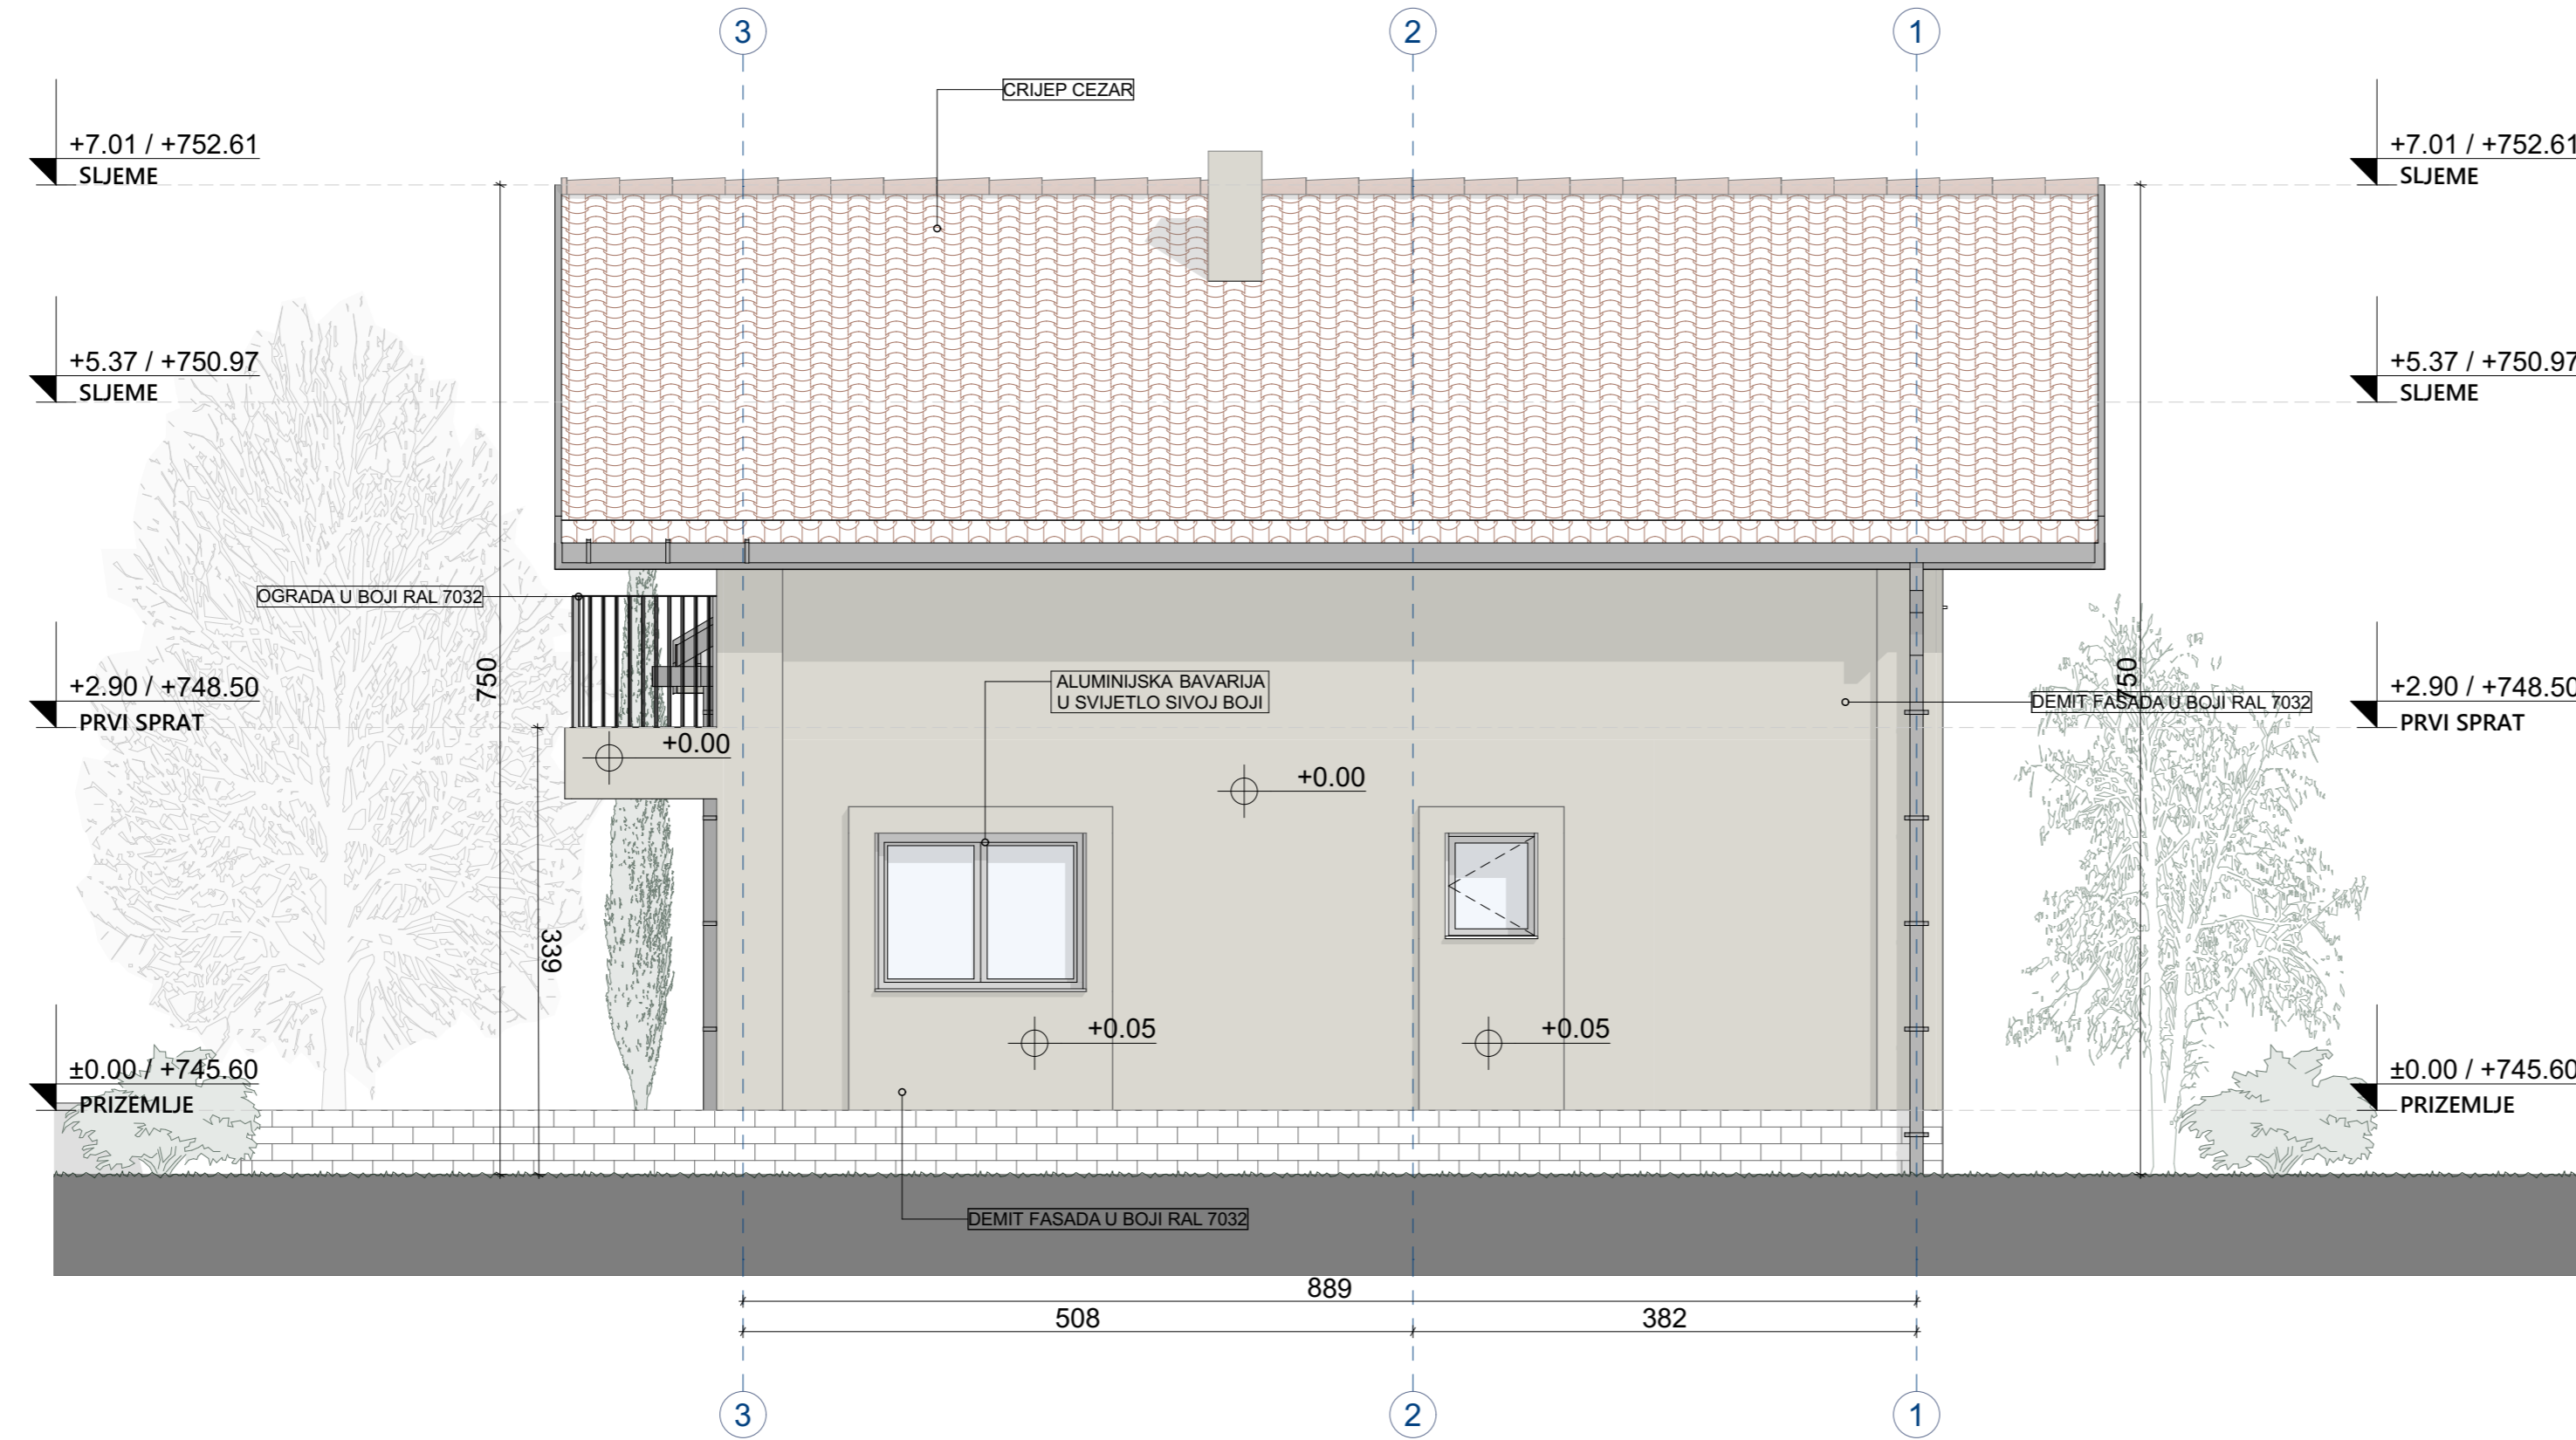 3
2
1
CRIJEP CEZAR
+7.01 / +752.61
SLJEME
+7.01 / +752.61
SLJEME
+5.37 / +750.97
SLJEME
+5.37 / +750.97
SLJEME
OGRADA U BOJI RAL 7032
750
+2.90 / +748.50
PRVI SPRAT
ALUMINIJSKA BAVARIJA
U SVIJETLO SIVOJ BOJI
750
DEMIT FASADA U BOJI RAL 7032
+2.90 / +748.50
PRVI SPRAT
+0.00
+0.00
339
+0.05
+0.05
±0.00 / +745.60
PRIZEMLJE
±0.00 / +745.60
PRIZEMLJE
DEMIT FASADA U BOJI RAL 7032
889
508
382
3
2
1